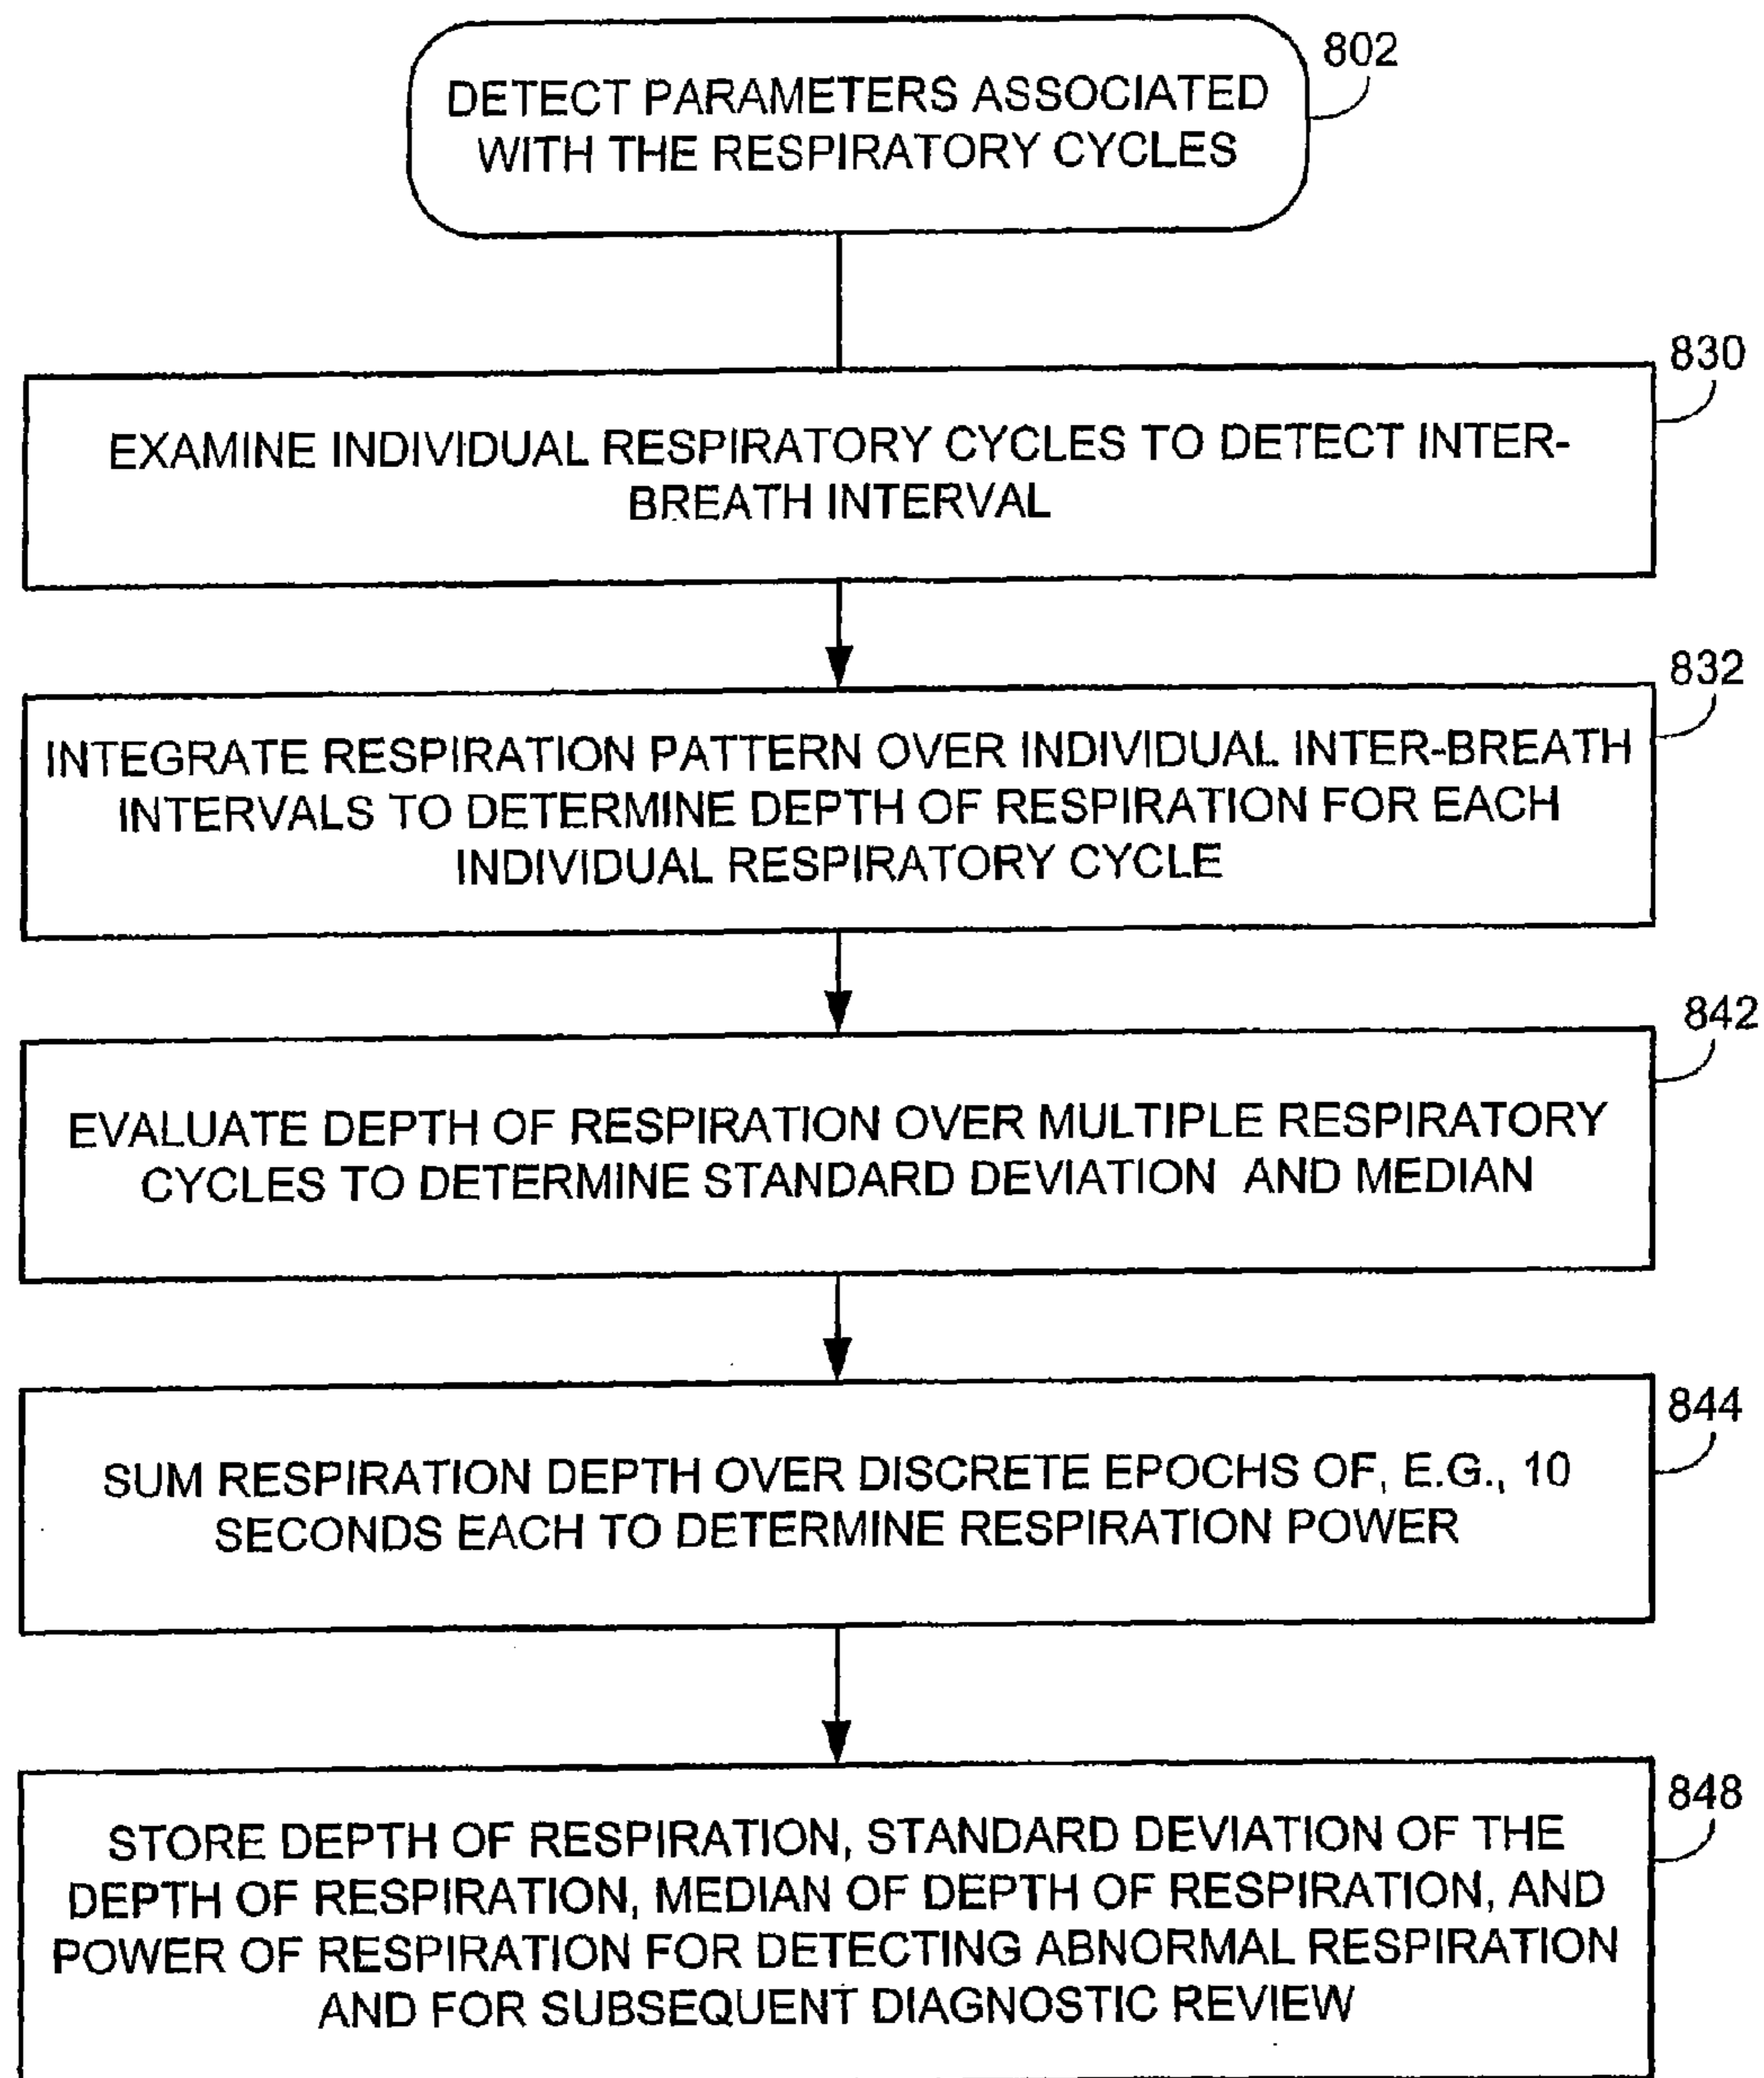 802
DETECT PARAMETERS ASSOCIATED
WITH THE RESPIRATORY CYCLES
830
EXAMINE INDIVIDUAL RESPIRATORY CYCLES TO DETECT INTER-
BREATH INTERVAL
832
INTEGRATE RESPIRATION PATTERN OVER INDIVIDUAL INTER-BREATH
INTERVALS TO DETERMINE DEPTH OF RESPIRATION FOR EACH
INDIVIDUAL RESPIRATORY CYCLE
842
EVALUATE DEPTH OF RESPIRATION OVER MULTIPLE RESPIRATORY
CYCLES TO DETERMINE STANDARD DEVIATION AND MEDIAN
844
SUM RESPIRATION DEPTH OVER DISCRETE EPOCHS OF, E.G., 10
SECONDS EACH TO DETERMINE RESPIRATION POWER
848
STORE DEPTH OF RESPIRATION, STANDARD DEVIATION OF THE
DEPTH OF RESPIRATION, MEDIAN OF DEPTH OF RESPIRATION, AND
POWER OF RESPIRATION FOR DETECTING ABNORMAL RESPIRATION
AND FOR SUBSEQUENT DIAGNOSTIC REVIEW